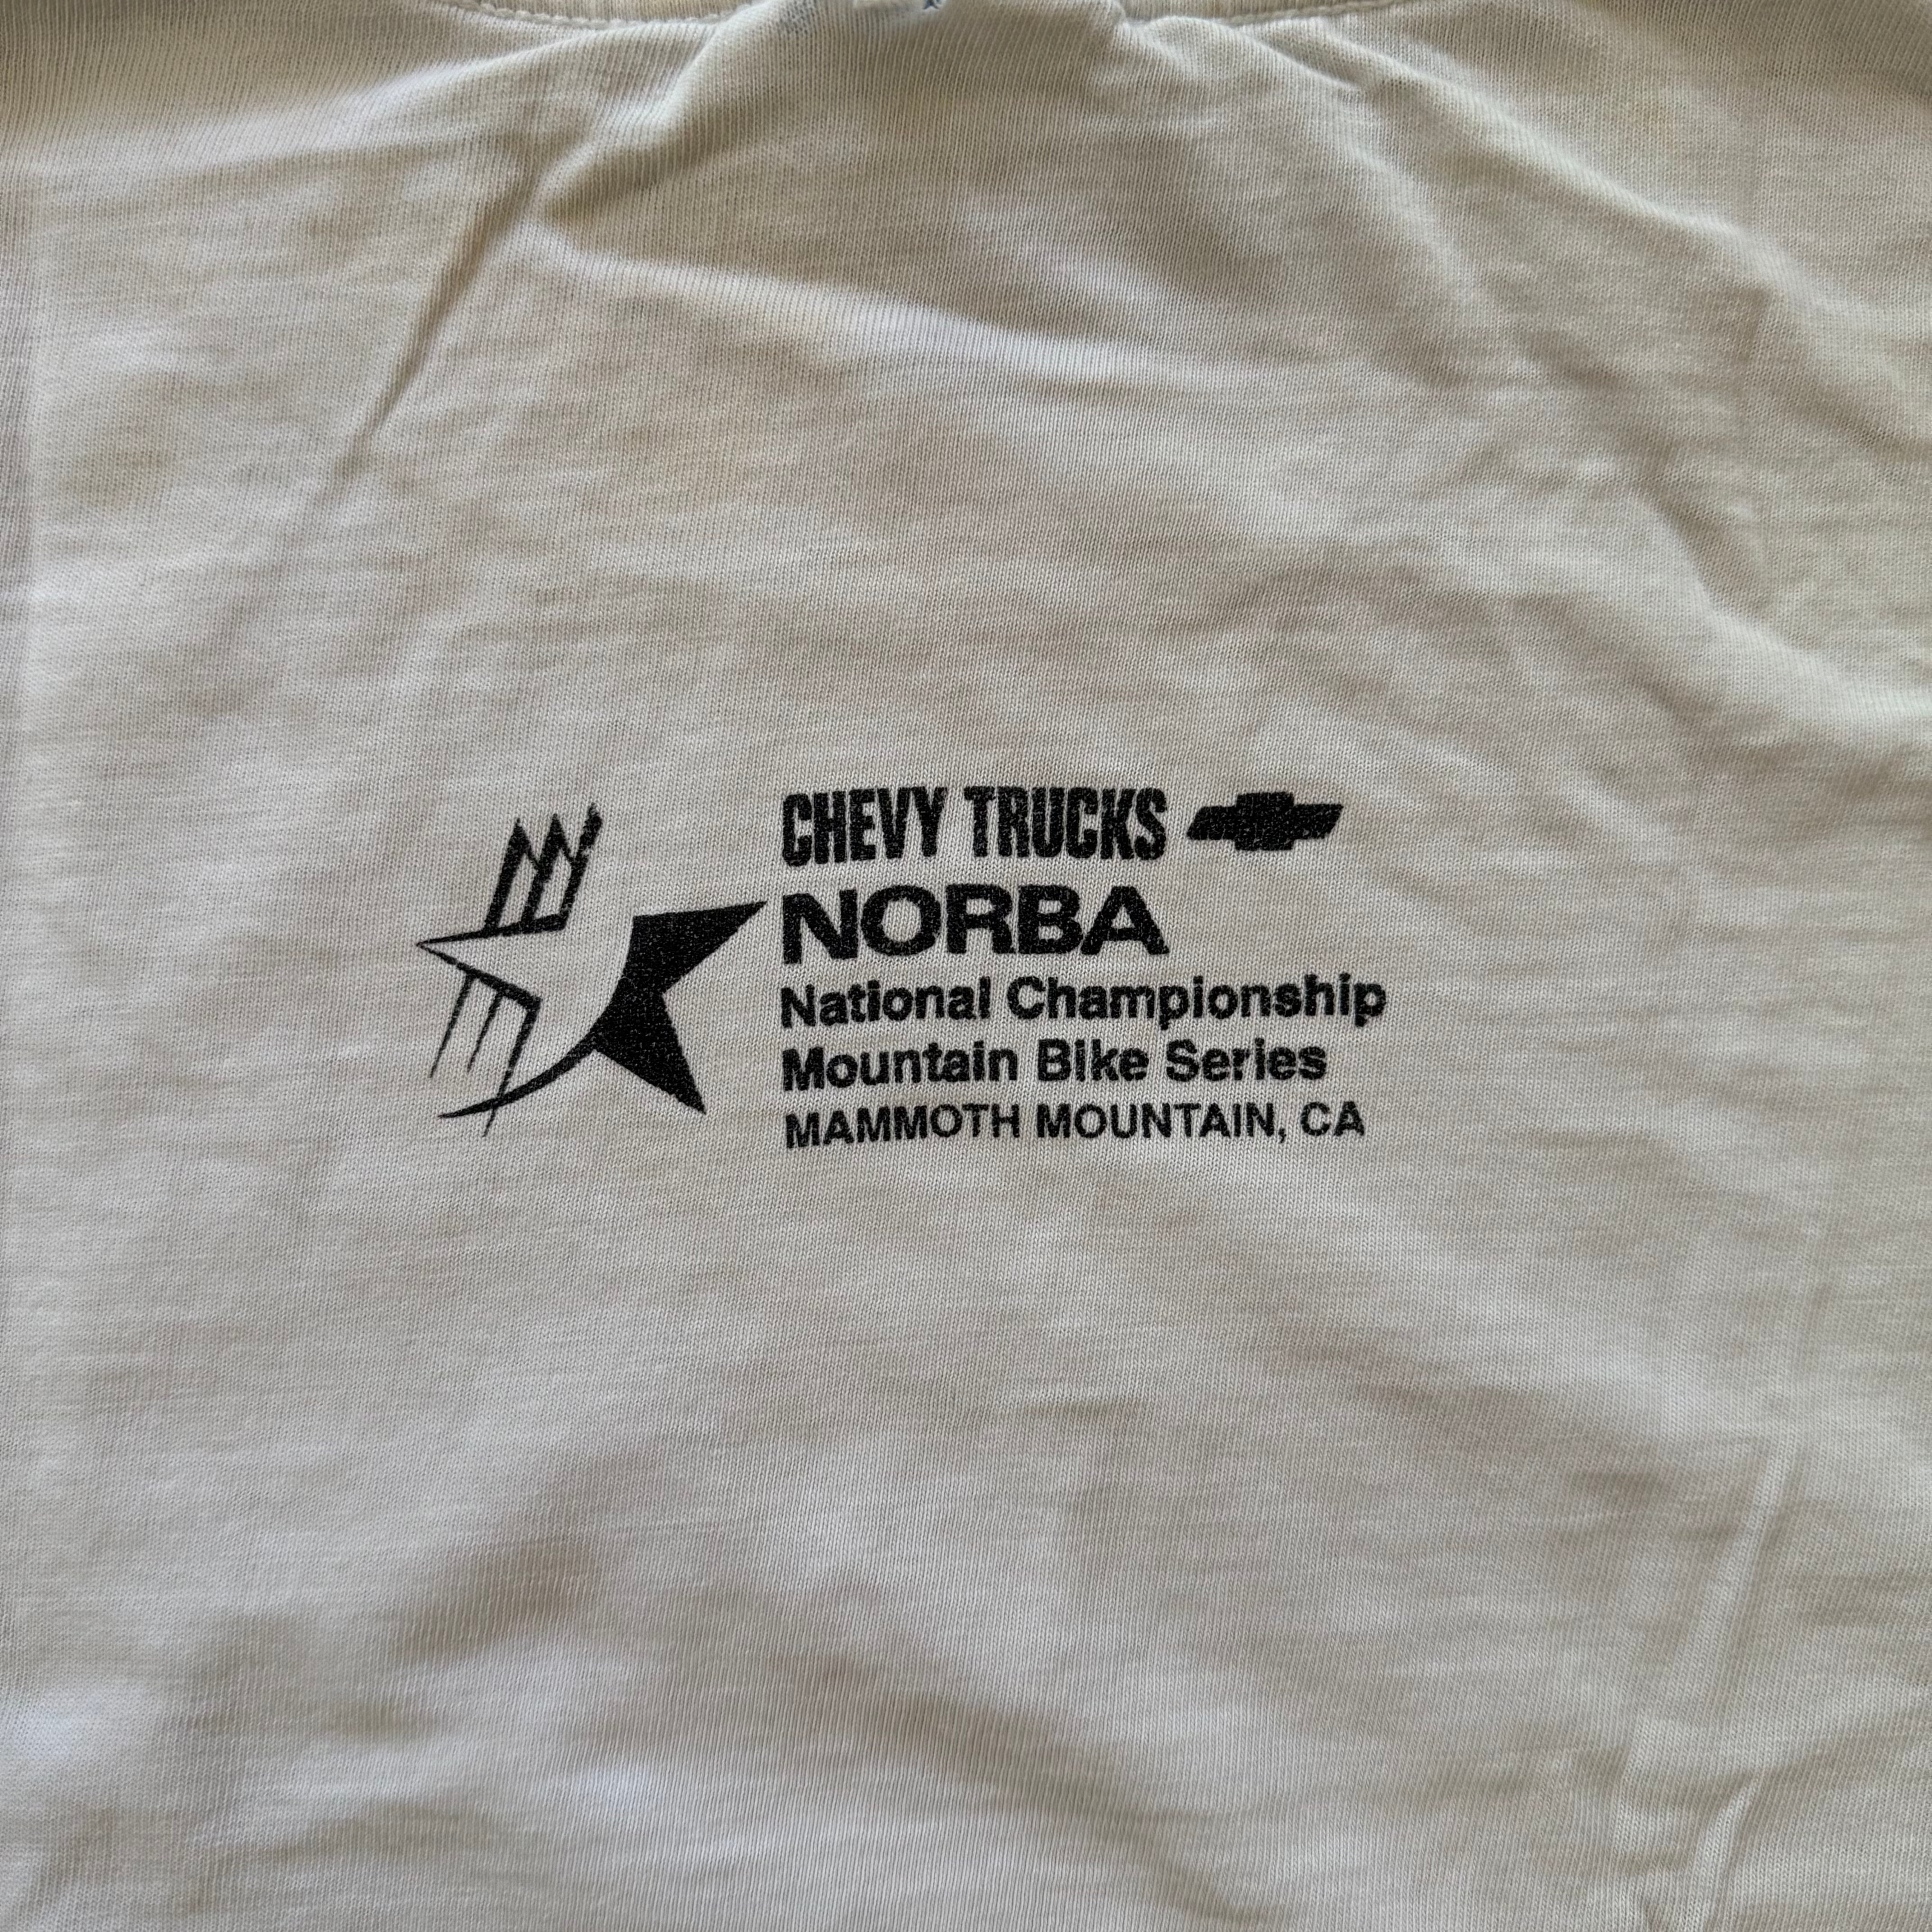 CHEVY TRUCKS
NORBA
National Championship
Mountain Bike Series
MAMMOTH MOUNTAIN, CA